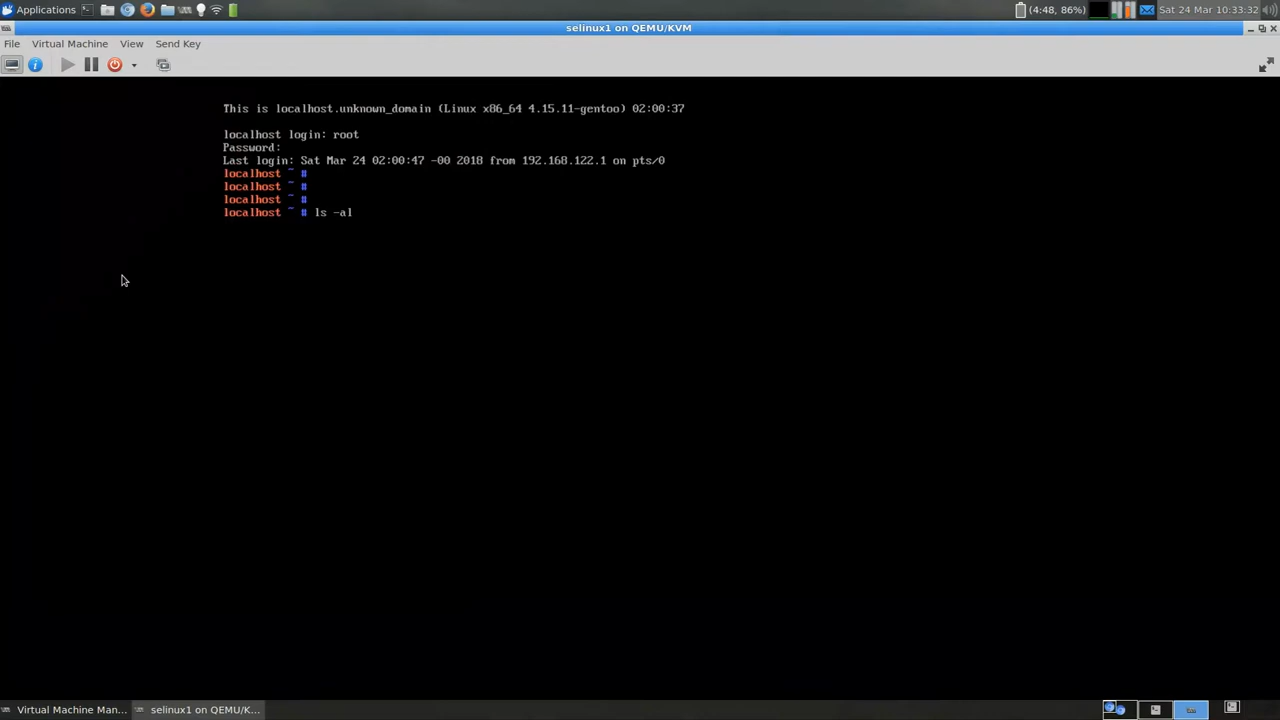 Applications (4:48, 86%) Sat 24 Mar, 10:33:32
selinux1 on QEMU/KVM
File Virtual Machine View Send Key
This is localhost.unknown_domain (Linux x86_64 4.15.11-gentoo) 02:00:37
localhost login: root
Password:
Last login: Sat Mar 24 02:00:47 -00 2018 from 192.168.122.1 on pts/0
localhost ~ #
localhost ~ #
localhost ~ #
localhost ~ # ls -al
Virtual Machine Man... selinux1 on QEMU/K...